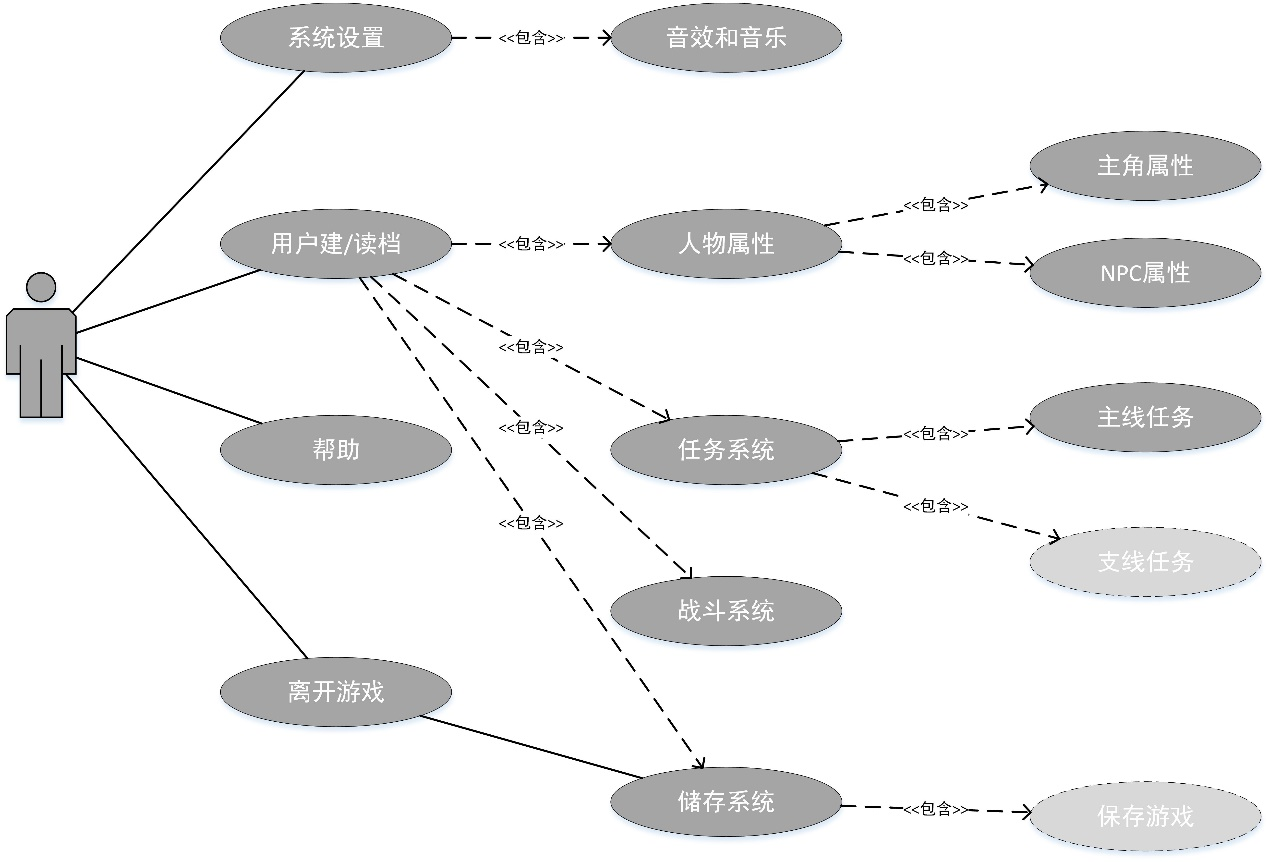 系统设置
<<包含>>
音效和音乐
主角属性
<<包含>>
用户建/读档
<<包含>>
人物属性
<<包含>>
NPC属性
<<包含>>
主线任务
<<包含>>
<<包含>>
帮助
任务系统
<<包含>>
<<包含>>
支线任务
战斗系统
离开游戏
储存系统
<<包含>>
保存游戏